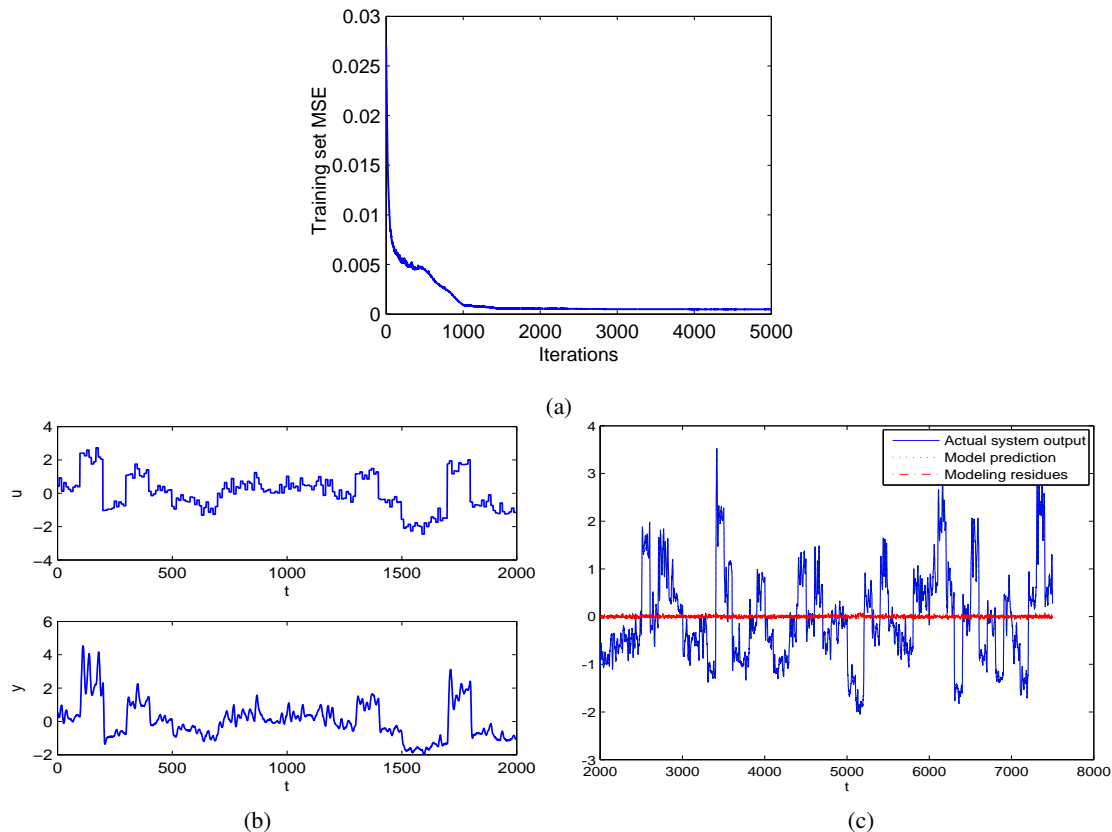 0.03
0.025
0.02
0.015
0.01
0.005
0
Training set MSE
0 1000 2000 3000 4000 5000
Iterations
(a)
4
2
0
−2
−4
u
0 500 1000 1500 2000
t
6
4
2
0
−2
y
0 500 1000 1500 2000
t
(b)
4
3
2
1
0
-1
-2
-3
Actual system output
Model prediction
Modeling residues
2000 3000 4000 5000 6000 7000 8000
t
(c)